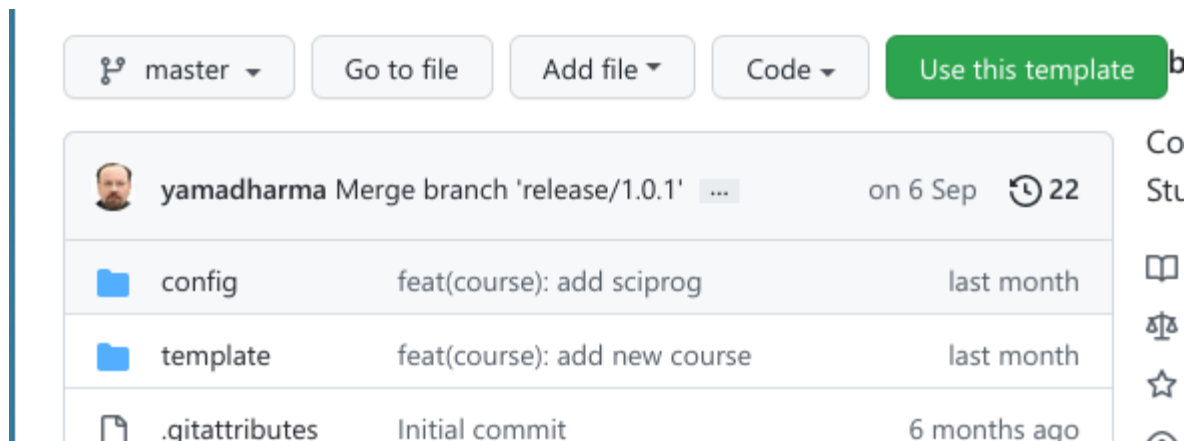 master Go to file Add file Code Use this template
yamadharma Merge branch 'release/1.0.1' ... on 6 Sep 22
config feat(course): add sciprog last month
template feat(course): add new course last month
.gitattributes Initial commit 6 months ago